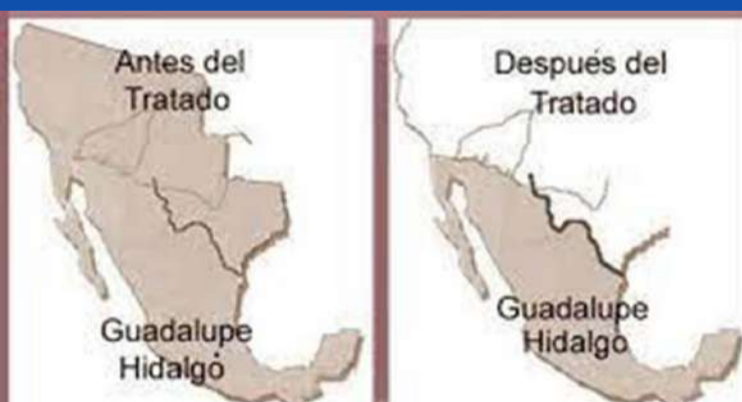 Antes del
Tratado
Guadalupe
Hidalgo
Después del
Tratado
Guadalupe
Hidalgo